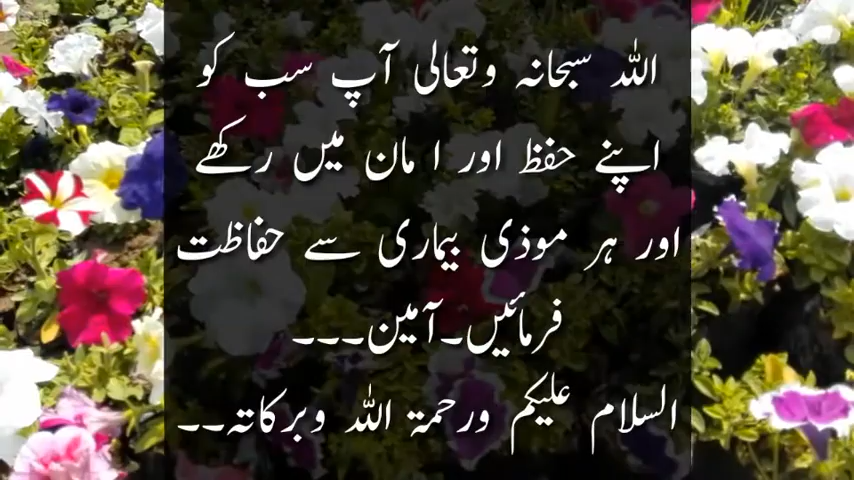 اللہ سبحانہ وتعالی آپ سب کو
اپنے حفظ اور ا مان میں رکھے
اور ہر موذی بیماری سے حفاظت
فرمائیں۔آمین۔۔۔
السلام علیکم ورحمۃ اللہ وبرکاتہ۔۔